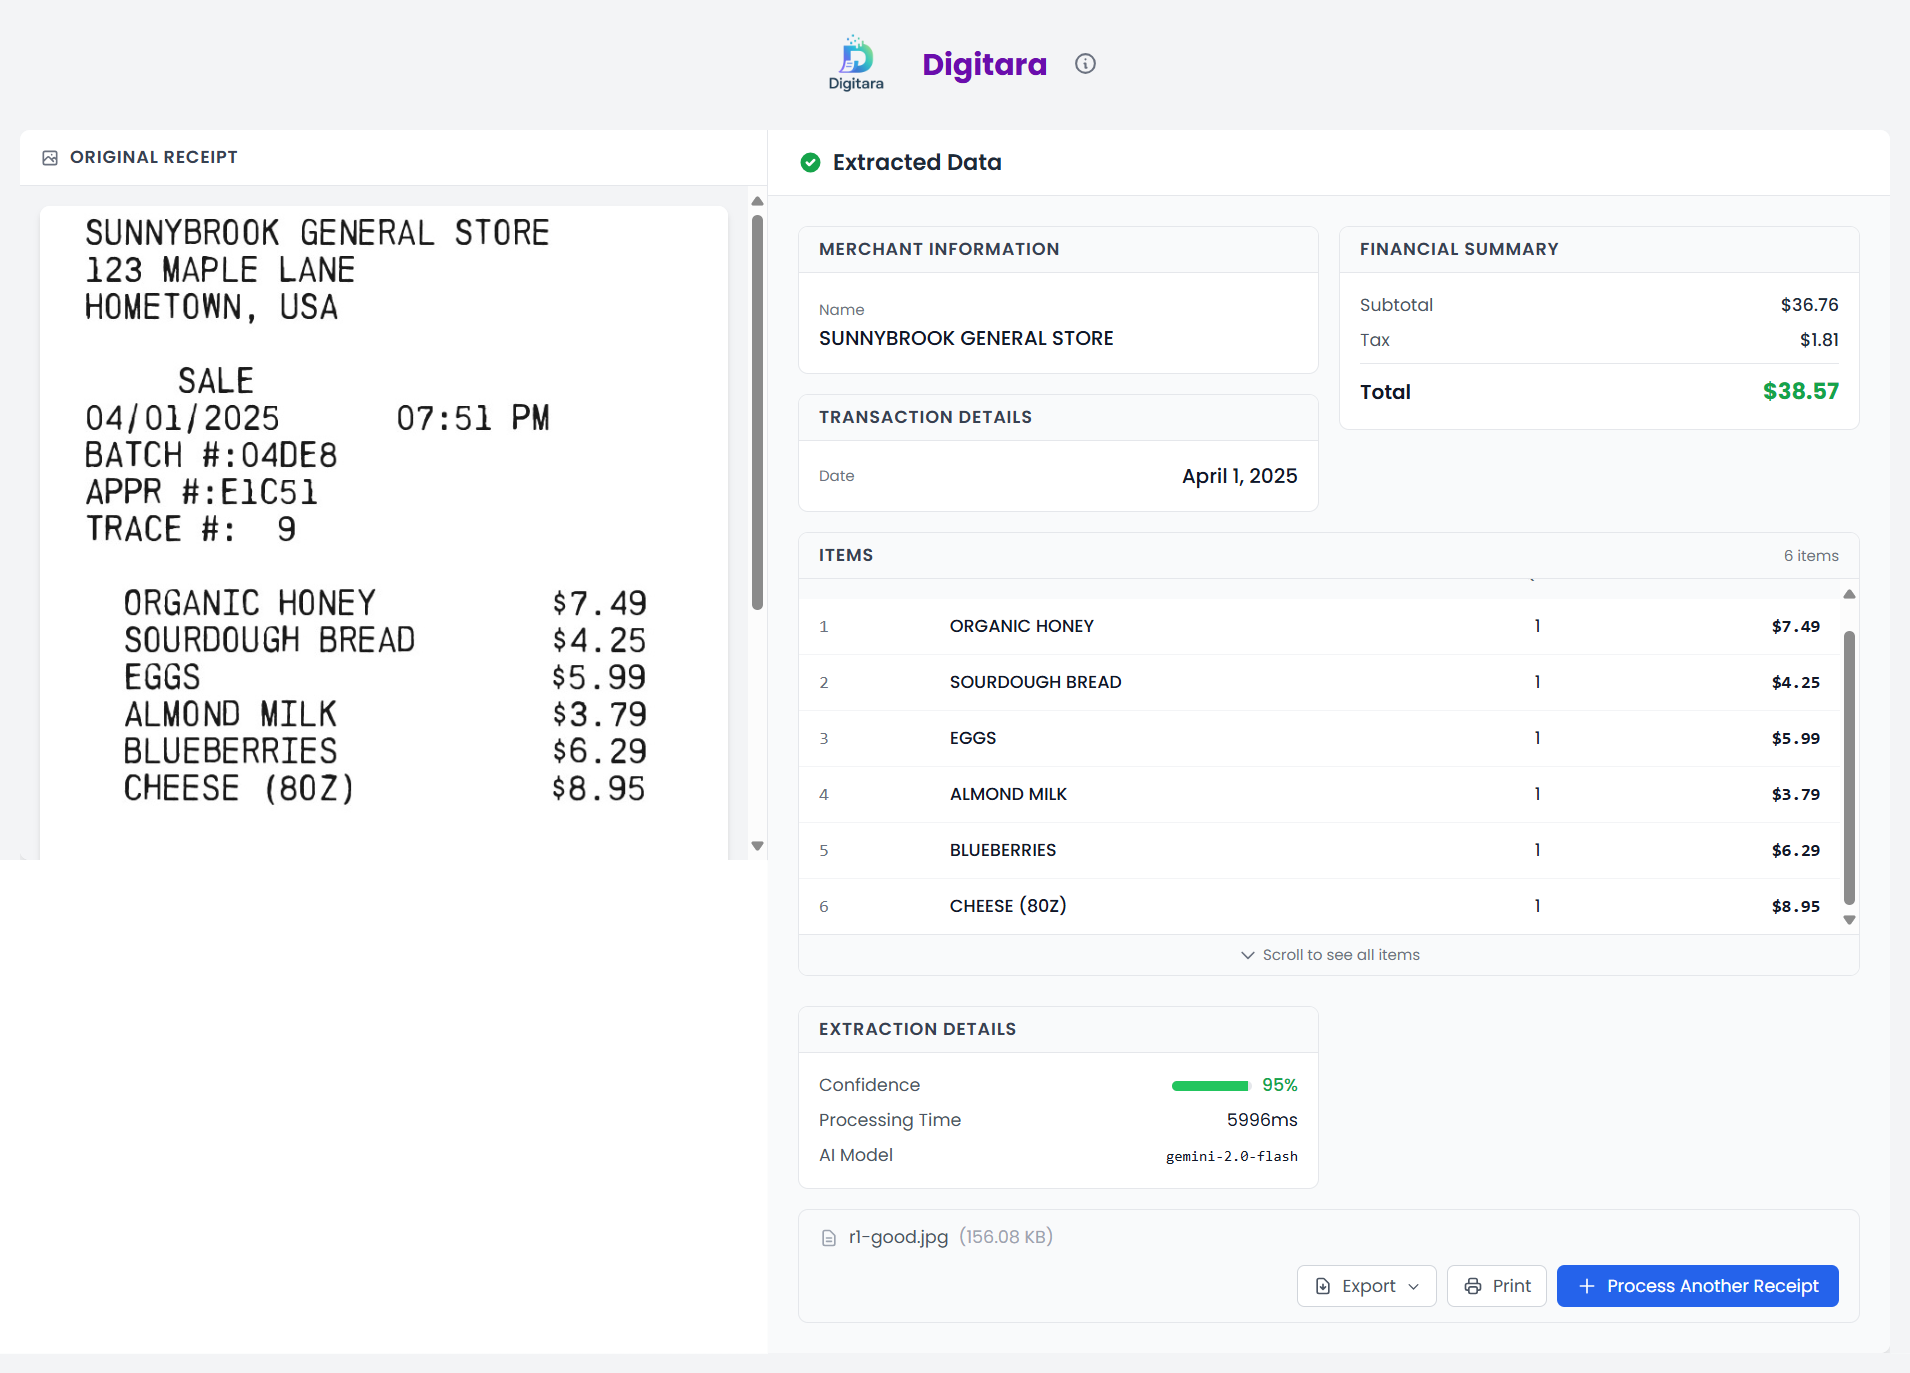 Digitara
Digitara
ORIGINAL RECEIPT
SUNNYBROOK GENERAL STORE
123 MAPLE LANE
HOMETOWN, USA
SALE
04/01/2025 07:51 PM
BATCH #:04DE8
APPR #:E1C51
TRACE #: 9
ORGANIC HONEY $7.49
SOURDOUGH BREAD $4.25
EGGS $5.99
ALMOND MILK $3.79
BLUEBERRIES $6.29
CHEESE (8OZ) $8.95
Extracted Data
MERCHANT INFORMATION
Name
SUNNYBROOK GENERAL STORE
TRANSACTION DETAILS
Date April 1, 2025
FINANCIAL SUMMARY
Subtotal $36.76
Tax $1.81
Total $38.57
ITEMS 6 items
1 ORGANIC HONEY 1 $7.49
2 SOURDOUGH BREAD 1 $4.25
3 EGGS 1 $5.99
4 ALMOND MILK 1 $3.79
5 BLUEBERRIES 1 $6.29
6 CHEESE (8OZ) 1 $8.95
Scroll to see all items
EXTRACTION DETAILS
Confidence 95%
Processing Time 5996ms
AI Model gemini-2.0-flash
r1-good.jpg (156.08 KB)
Export
Print
+ Process Another Receipt